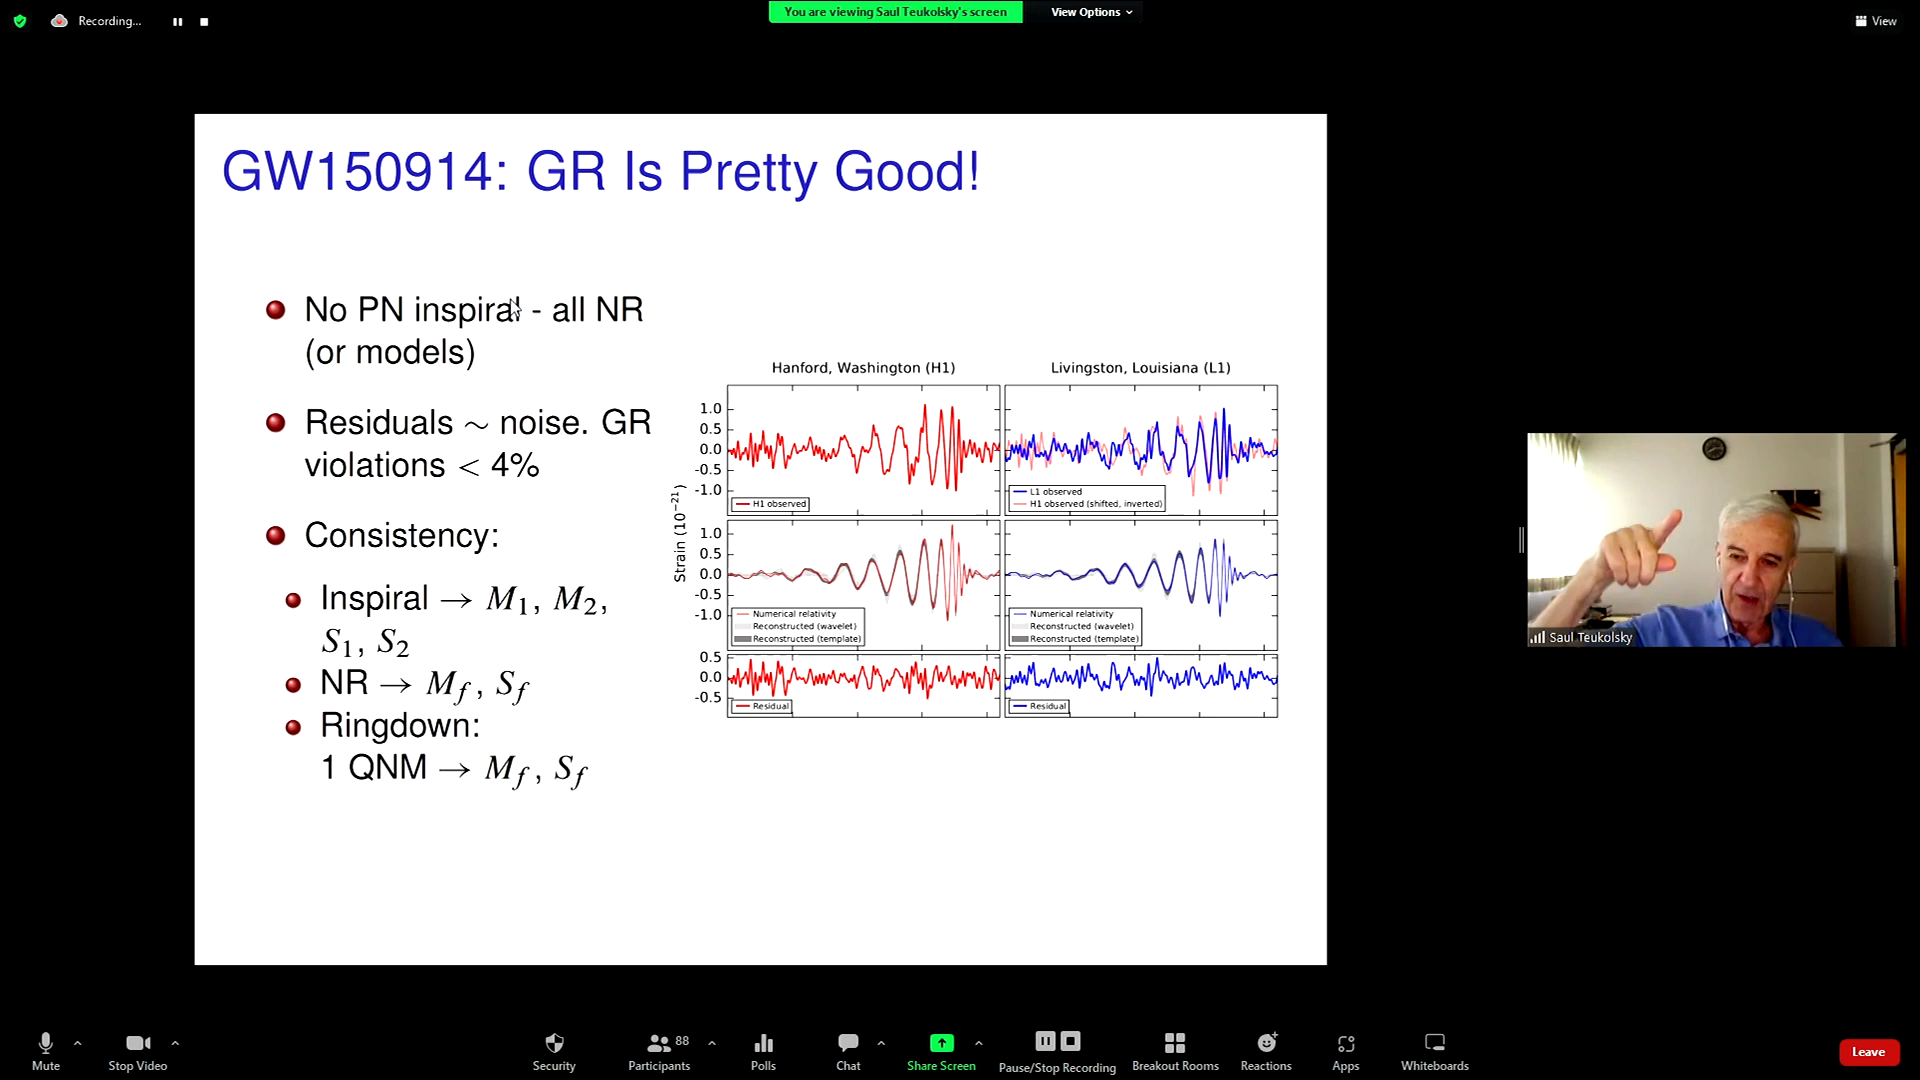 Recording...
You are viewing Saul Teukolsky's screen
View Options
View
GW150914: GR Is Pretty Good!
No PN inspiral - all NR
(or models)
Residuals ∼ noise. GR
violations < 4%
Consistency:
Inspiral → M₁, M₂,
S₁, S₂
NR → M_f, S_f
Ringdown:
1 QNM → M_f, S_f
Hanford, Washington (H1)
Livingston, Louisiana (L1)
Strain (10⁻²¹)
1.0
0.5
0.0
-0.5
-1.0
H1 observed
L1 observed
H1 observed (shifted, inverted)
1.0
0.5
0.0
-0.5
-1.0
Numerical relativity
Reconstructed (wavelet)
Reconstructed (template)
Numerical relativity
Reconstructed (wavelet)
Reconstructed (template)
0.5
0.0
-0.5
Residual
Residual
Saul Teukolsky
Mute
Stop Video
Security
Participants
88
Polls
Chat
Share Screen
Pause/Stop Recording
Breakout Rooms
Reactions
Apps
Whiteboards
Leave